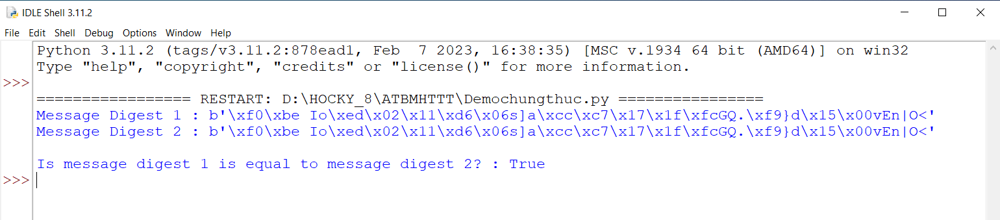 IDLE Shell 3.11.2
File Edit Shell Debug Options Window Help
Python 3.11.2 (tags/v3.11.2:878ead1, Feb  7 2023, 16:38:35) [MSC v.1934 64 bit (AMD64)] on win32
Type "help", "copyright", "credits" or "license()" for more information.
>>>
================= RESTART: D:\HOCKY_8\ATBMHTTT\Demochungthuc.py ================
Message Digest 1 : b'\xf0\xbe Io\xed\x02\x11\xd6\x06s]a\xcc\xc7\x17\x1f\xfcGQ.\xf9}d\x15\x00vEn|O<'
Message Digest 2 : b'\xf0\xbe Io\xed\x02\x11\xd6\x06s]a\xcc\xc7\x17\x1f\xfcGQ.\xf9}d\x15\x00vEn|O<'
Is message digest 1 is equal to message digest 2? : True
>>>